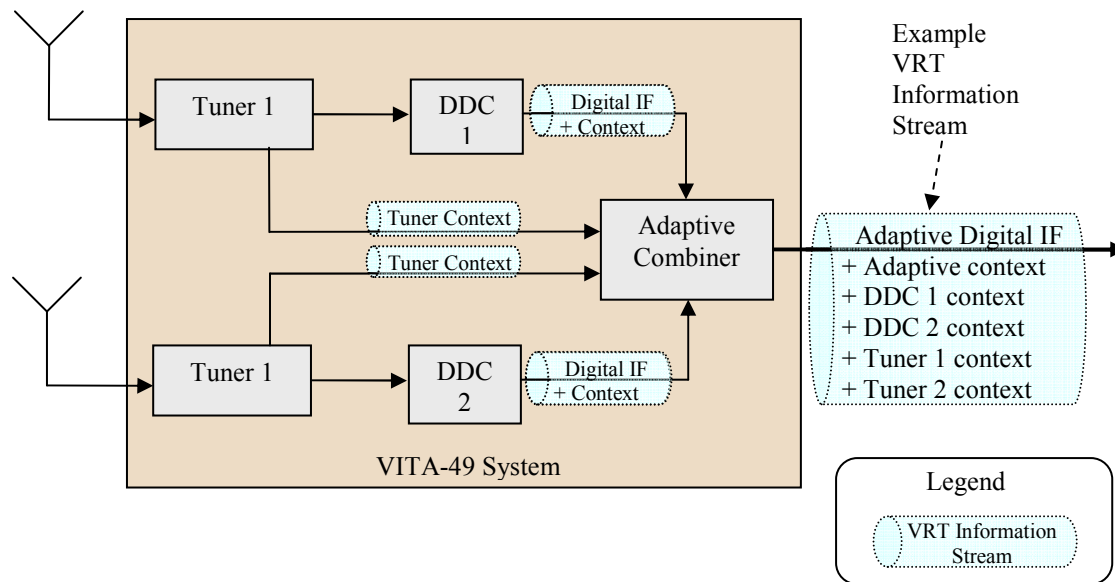 Example
VRT
Information
Stream
Tuner 1
DDC
1
Digital IF
+ Context
Tuner Context
Tuner Context
Adaptive
Combiner
Tuner 1
DDC
2
Digital IF
+ Context
VITA-49 System
Adaptive Digital IF
+ Adaptive context
+ DDC 1 context
+ DDC 2 context
+ Tuner 1 context
+ Tuner 2 context
Legend
VRT Information
Stream